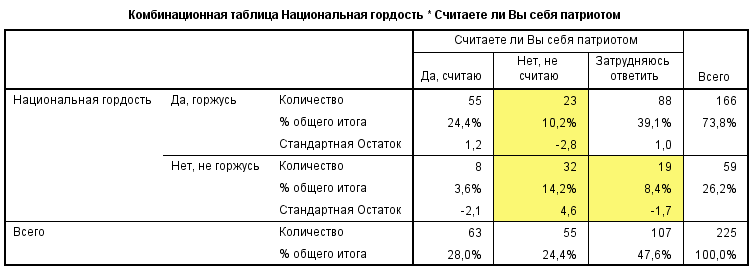 Комбинационная таблица Национальная гордость * Считаете ли Вы себя патриотом
Считаете ли Вы себя патриотом
Да, считаю Нет, не считаю Затрудняюсь ответить Всего
Национальная гордость Да, горжусь Количество 55 23 88 166
% общего итога 24,4% 10,2% 39,1% 73,8%
Стандартная Остаток 1,2 -2,8 1,0
Нет, не горжусь Количество 8 32 19 59
% общего итога 3,6% 14,2% 8,4% 26,2%
Стандартная Остаток -2,1 4,6 -1,7
Всего Количество 63 55 107 225
% общего итога 28,0% 24,4% 47,6% 100,0%